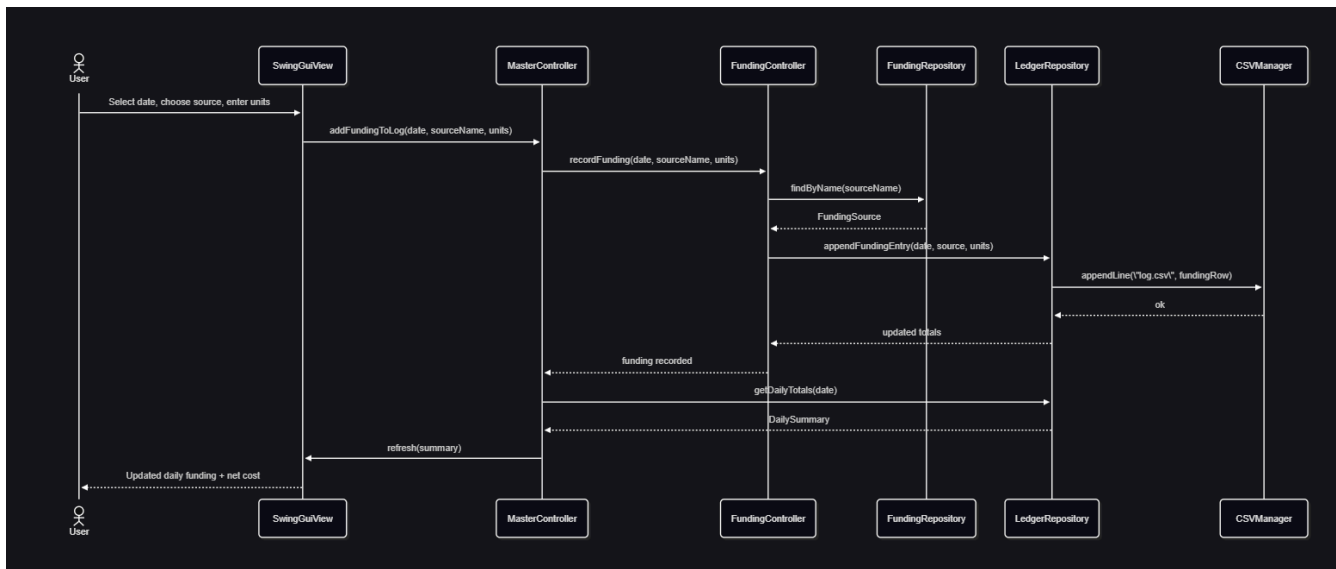 User
SwingGuiView
MasterController
FundingController
FundingRepository
LedgerRepository
CSVManager
Select date, choose source, enter units
addFundingToLog(date, sourceName, units)
recordFunding(date, sourceName, units)
findByName(sourceName)
FundingSource
appendFundingEntry(date, source, units)
appendLine(\"log.csv\", fundingRow)
ok
updated totals
funding recorded
getDailyTotals(date)
DailySummary
refresh(summary)
Updated daily funding + net cost
User
SwingGuiView
MasterController
FundingController
FundingRepository
LedgerRepository
CSVManager